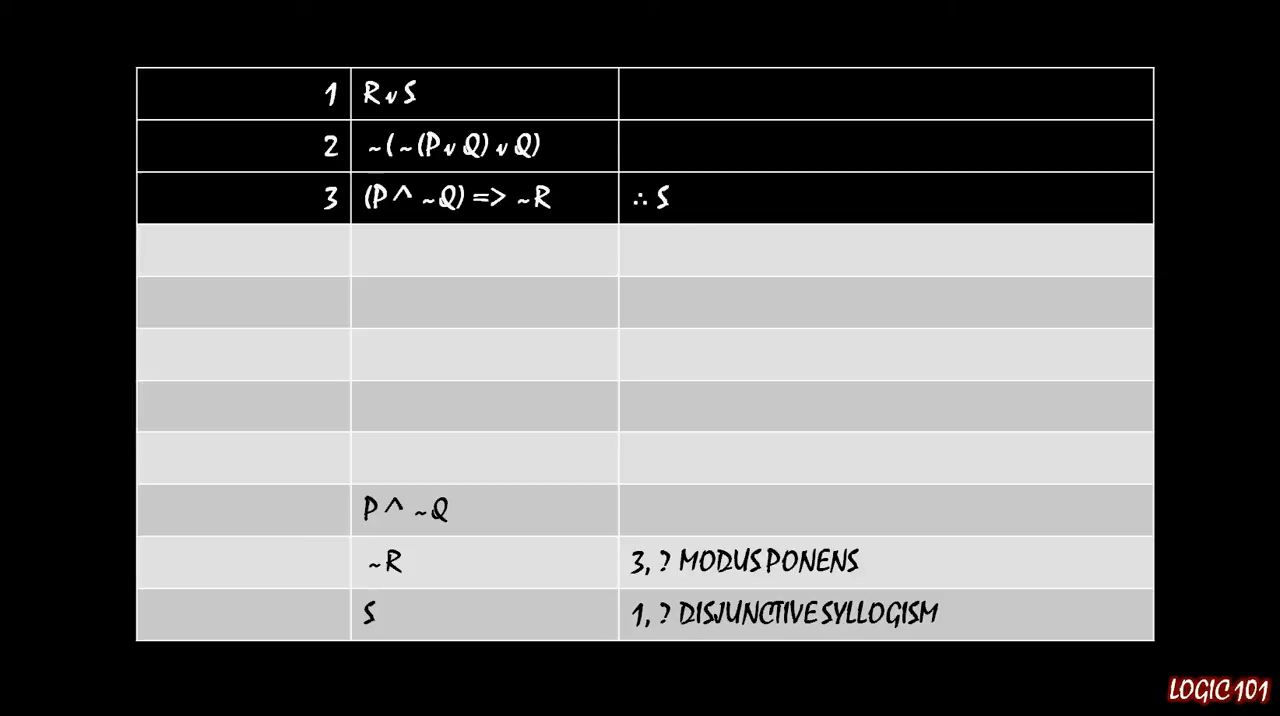 1 R v S
2 ~(~(P v Q) v Q)
3 (P ^ ~Q) => ~R ∴ S
P ^ ~Q
~R 3, ? MODUS PONENS
S 1, ? DISJUNCTIVE SYLLOGISM
LOGIC 101